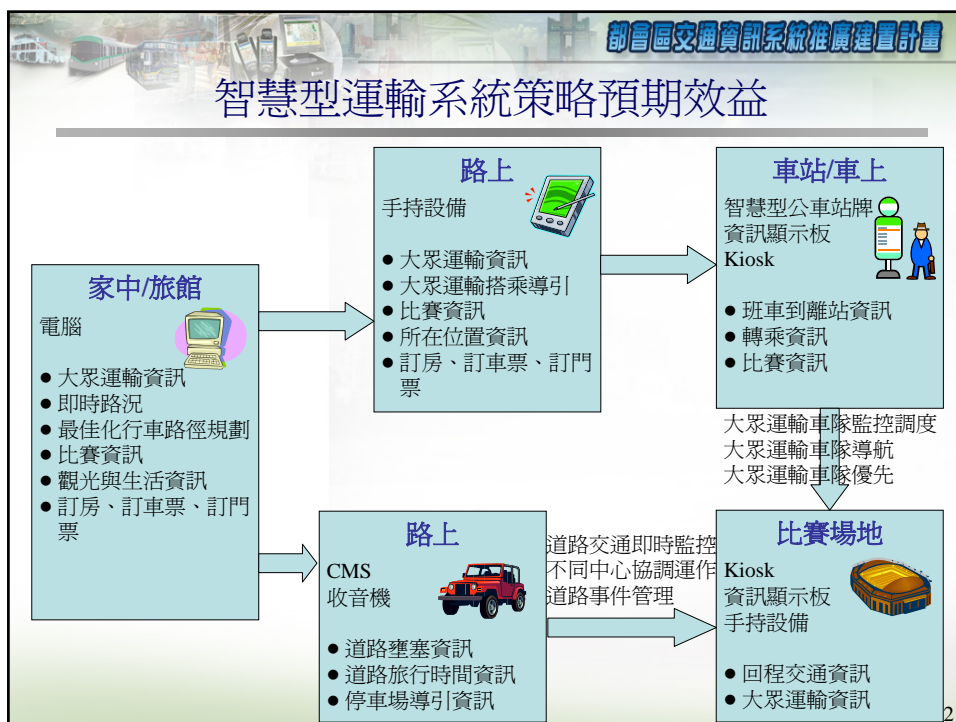 都會區交通資訊系統推廣建置計畫
智慧型運輸系統策略預期效益
家中/旅館
電腦
● 大眾運輸資訊
● 即時路況
● 最佳化行車路徑規劃
● 比賽資訊
● 觀光與生活資訊
● 訂房、訂車票、訂門
票
路上
手持設備
● 大眾運輸資訊
● 大眾運輸搭乘導引
● 比賽資訊
● 所在位置資訊
● 訂房、訂車票、訂門
票
車站/車上
智慧型公車站牌
資訊顯示板
Kiosk
● 班車到離站資訊
● 轉乘資訊
● 比賽資訊
大眾運輸車隊監控調度
大眾運輸車隊導航
大眾運輸車隊優先
路上
CMS
收音機
● 道路壅塞資訊
● 道路旅行時間資訊
● 停車場導引資訊
道路交通即時監控
不同中心協調運作
道路事件管理
比賽場地
Kiosk
資訊顯示板
手持設備
● 回程交通資訊
● 大眾運輸資訊
2